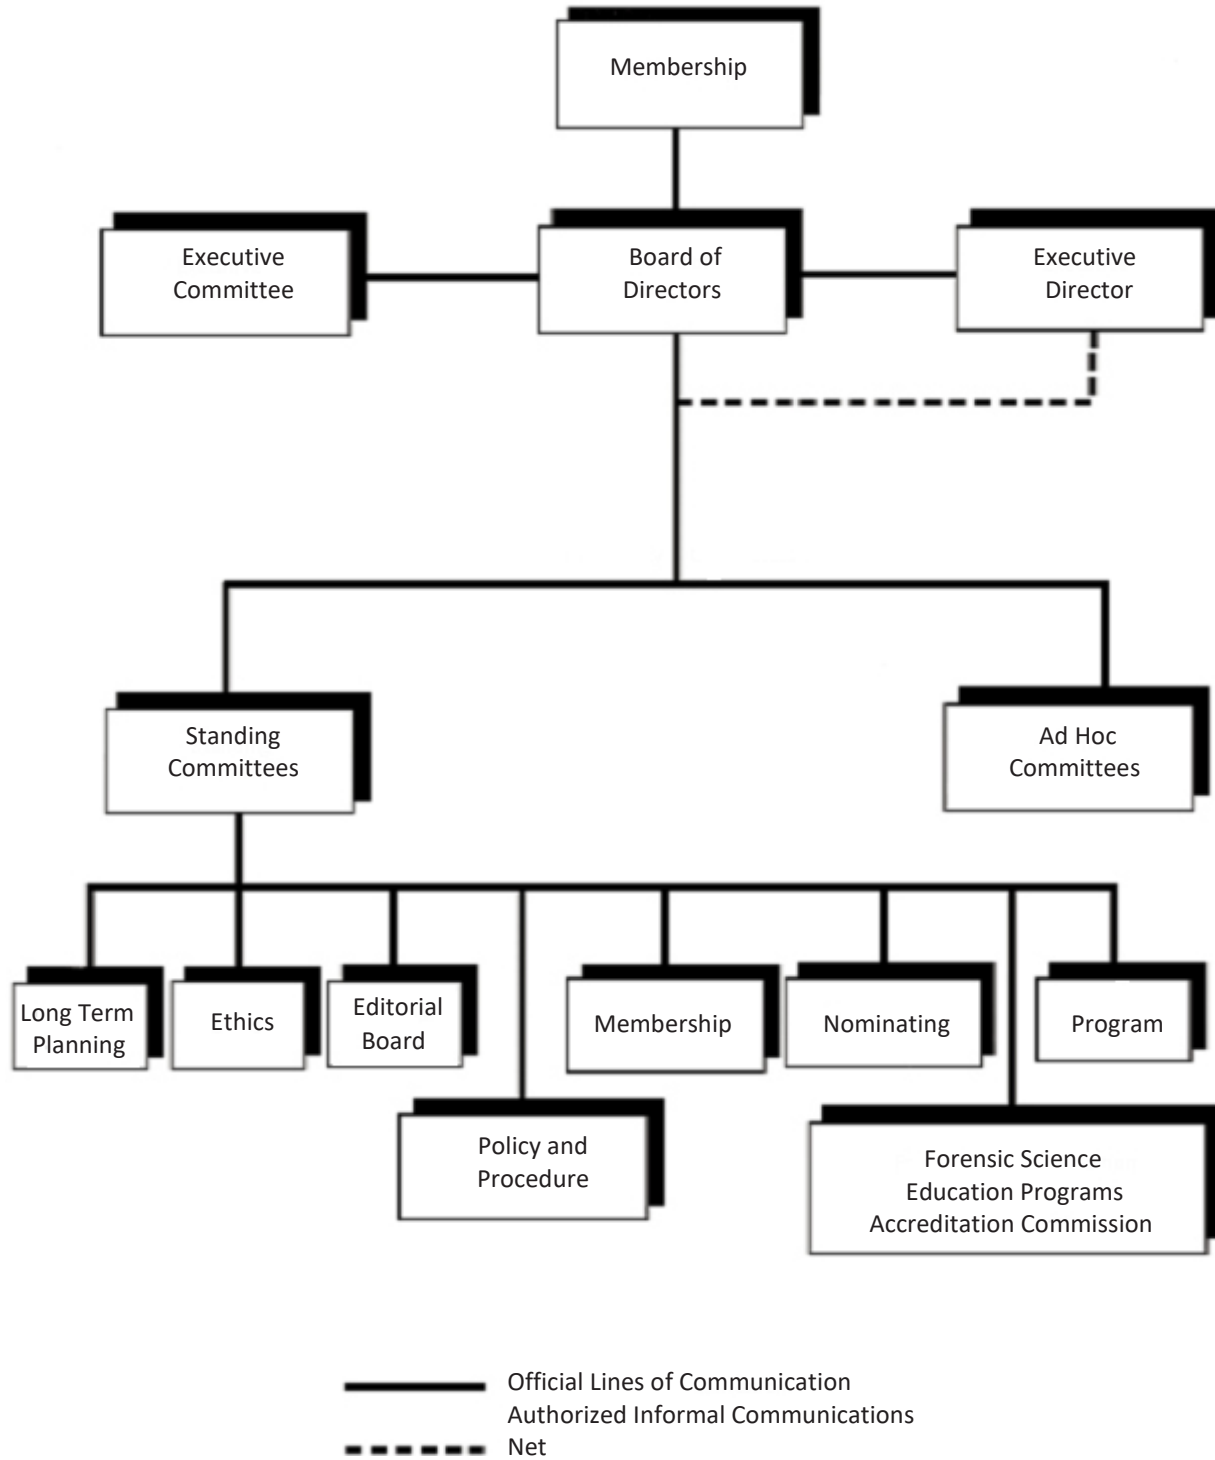 Membership
Executive
Committee
Board of
Directors
Executive
Director
Standing
Committees
Ad Hoc
Committees
Long Term
Planning
Ethics
Editorial
Board
Membership
Nominating
Program
Policy and
Procedure
Forensic Science
Education Programs
Accreditation Commission
Official Lines of Communication
Authorized Informal Communications
Net